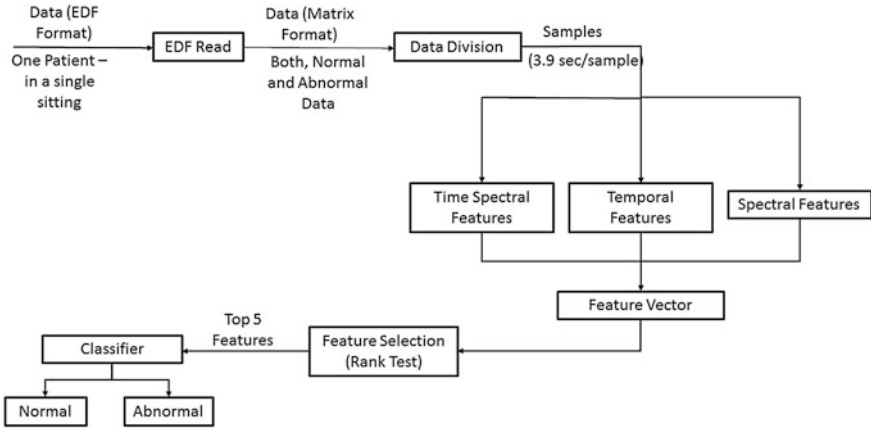 Data (EDF
Format)
One Patient –
in a single
sitting
EDF Read
Data (Matrix
Format)
Both, Normal
and Abnormal
Data
Data Division
Samples
(3.9 sec/sample)
Time Spectral
Features
Temporal
Features
Spectral Features
Feature Vector
Feature Selection
(Rank Test)
Top 5
Features
Classifier
Normal
Abnormal